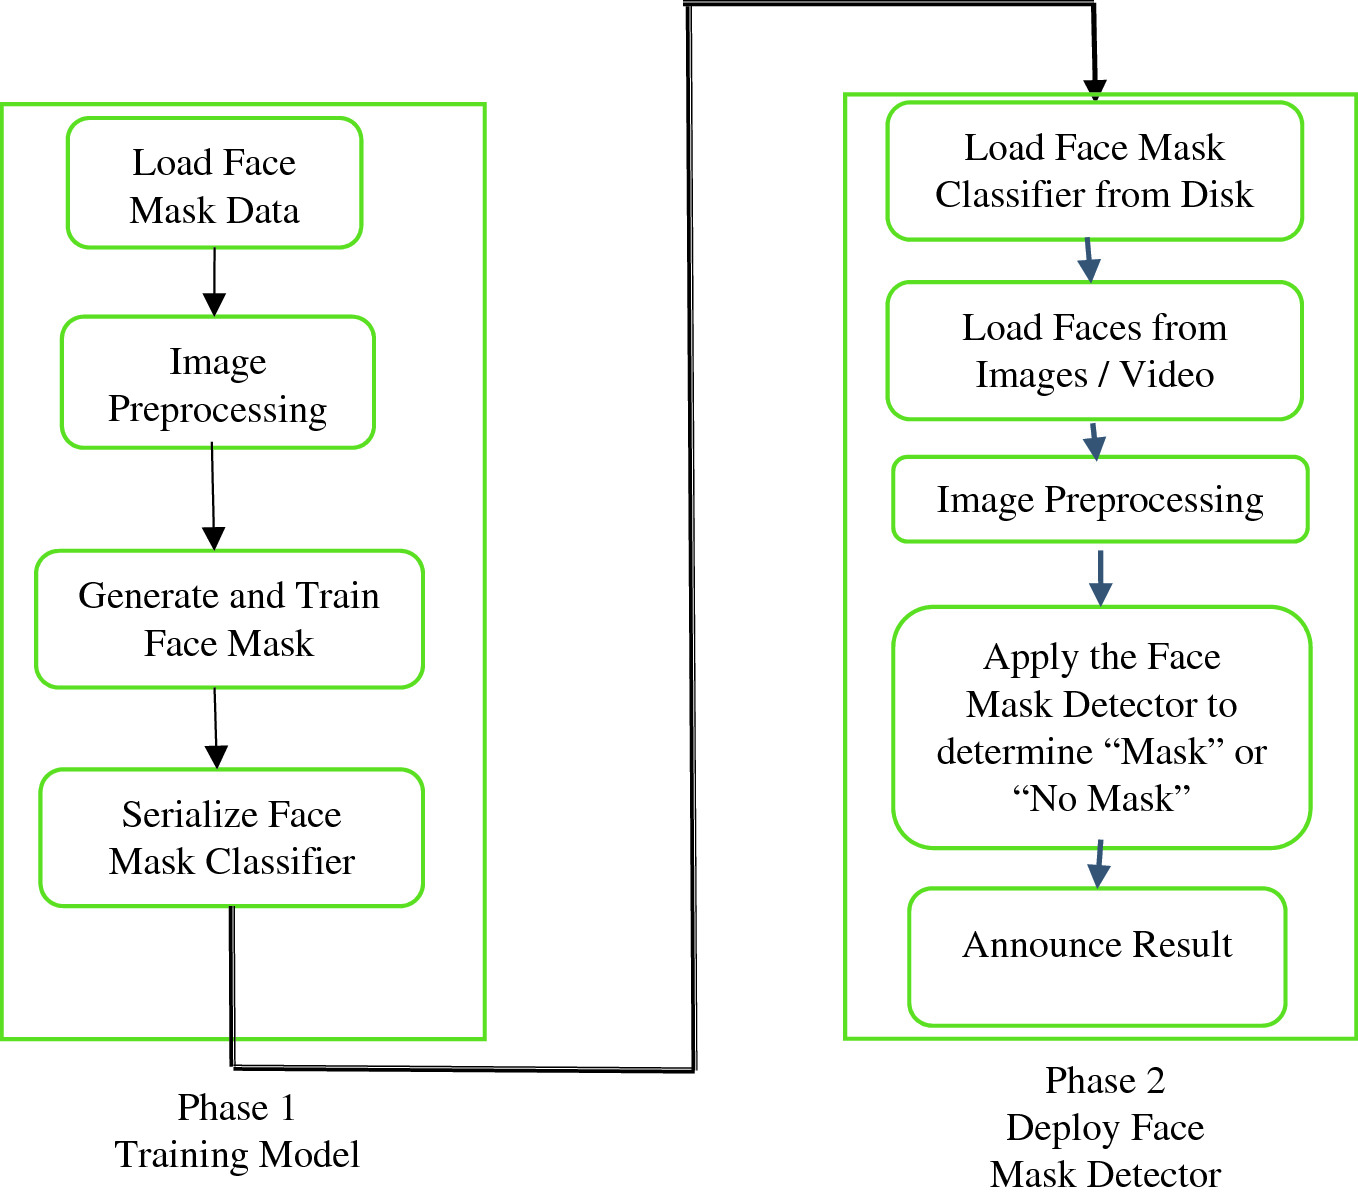 Load Face
Mask Data
Image
Preprocessing
Generate and Train
Face Mask
Serialize Face
Mask Classifier
Phase 1
Training Model
Load Face Mask
Classifier from Disk
Load Faces from
Images / Video
Image Preprocessing
Apply the Face
Mask Detector to
determine “Mask” or
“No Mask”
Announce Result
Phase 2
Deploy Face
Mask Detector